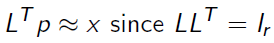 L^T p ≈ x since LL^T = I_r